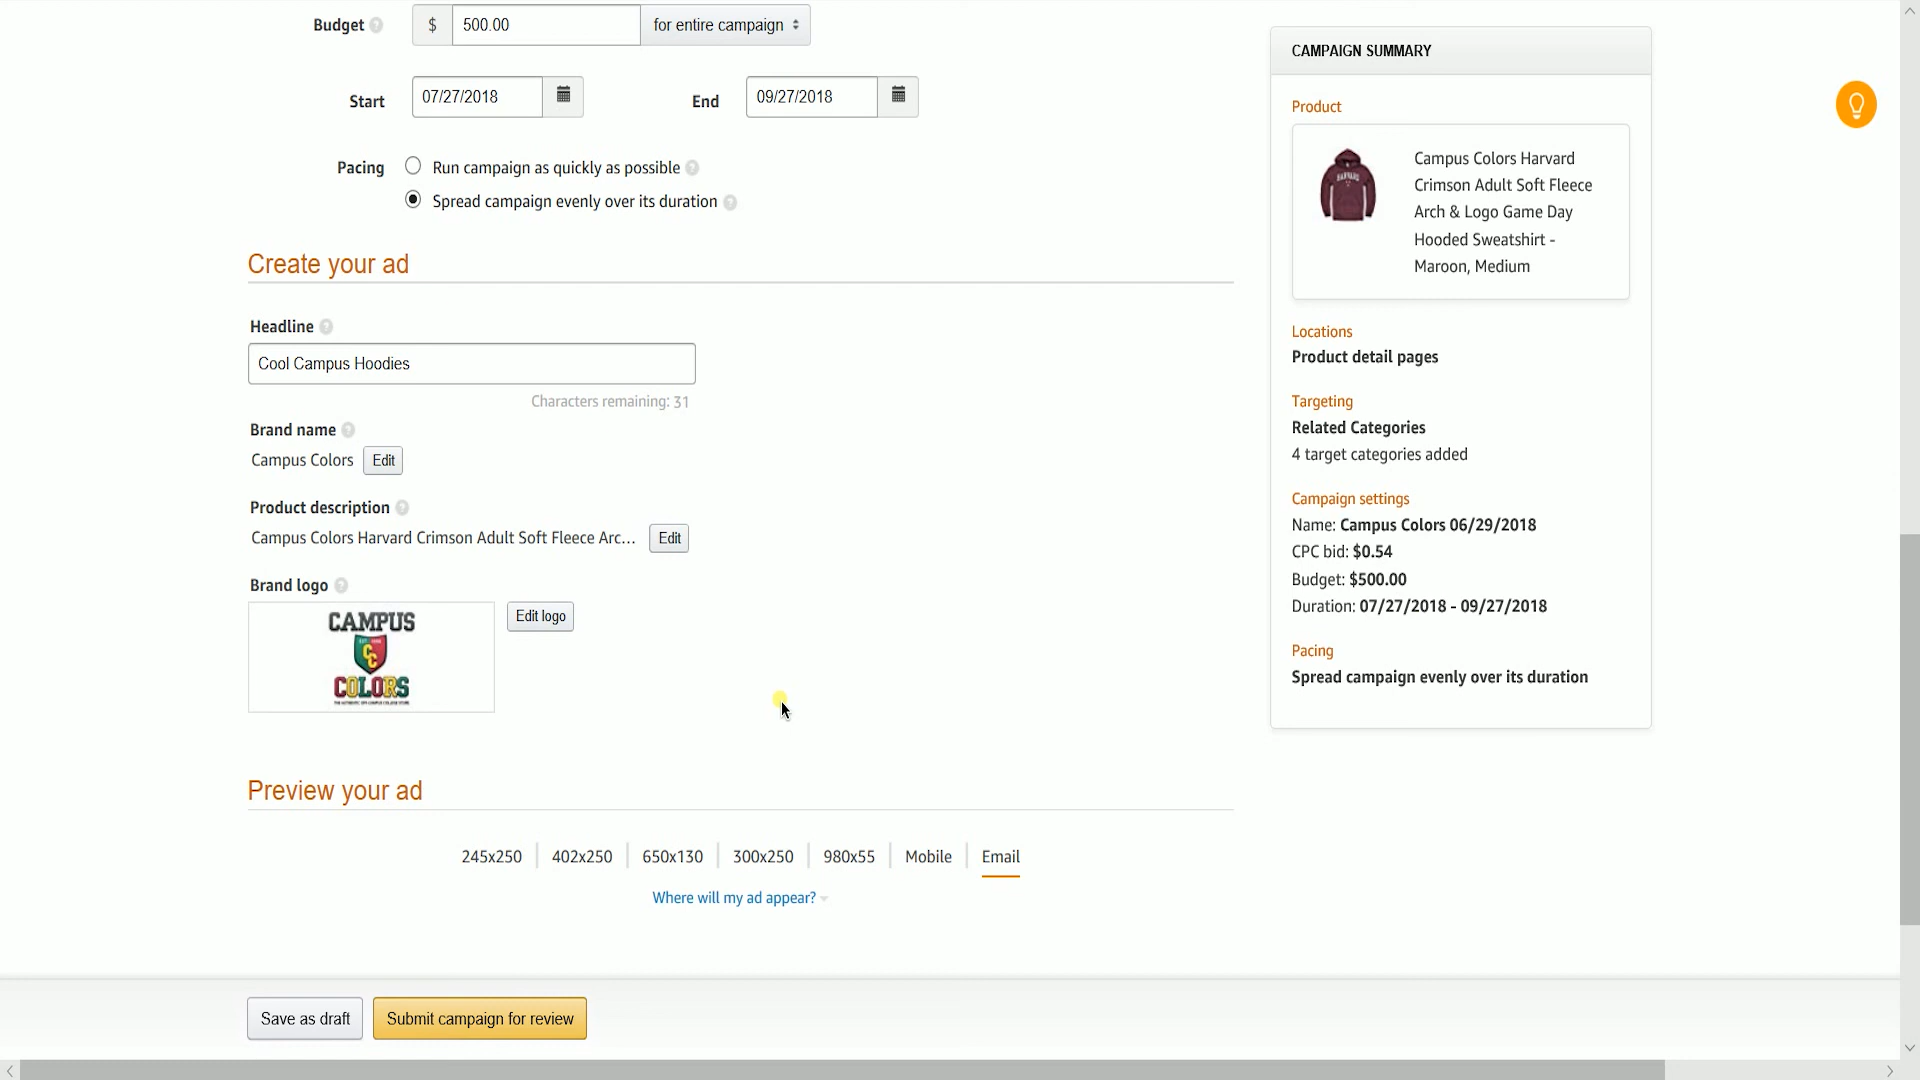 Budget
$ 500.00 for entire campaign
Start 07/27/2018 End 09/27/2018
Pacing Run campaign as quickly as possible
Spread campaign evenly over its duration
Create your ad
Headline
Cool Campus Hoodies
Characters remaining: 31
Brand name
Campus Colors Edit
Product description
Campus Colors Harvard Crimson Adult Soft Fleece Arc... Edit
Brand logo
CAMPUS
CC
COLORS
Edit logo
Preview your ad
245x250 402x250 650x130 300x250 980x55 Mobile Email
Where will my ad appear?
Save as draft Submit campaign for review
CAMPAIGN SUMMARY
Product
HARVARD
Campus Colors Harvard
Crimson Adult Soft Fleece
Arch & Logo Game Day
Hooded Sweatshirt -
Maroon, Medium
Locations
Product detail pages
Targeting
Related Categories
4 target categories added
Campaign settings
Name: Campus Colors 06/29/2018
CPC bid: $0.54
Budget: $500.00
Duration: 07/27/2018 - 09/27/2018
Pacing
Spread campaign evenly over its duration